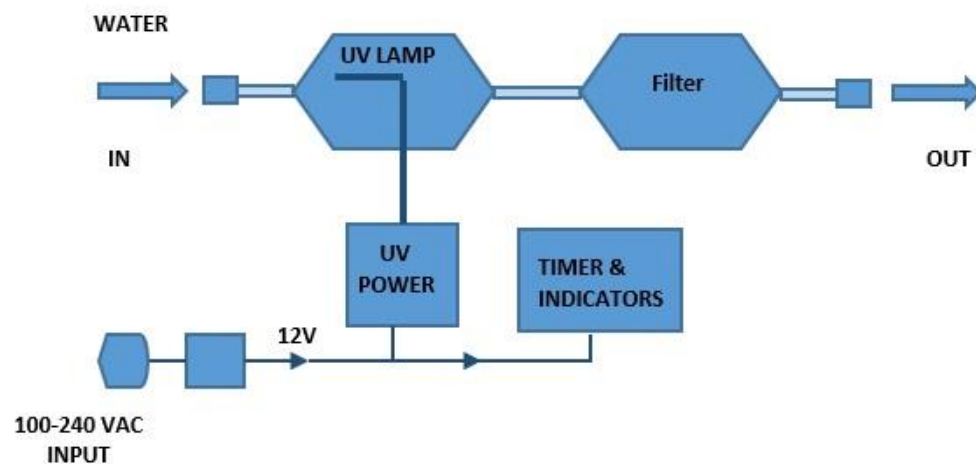 WATER
IN
UV LAMP
Filter
OUT
UV
POWER
TIMER &
INDICATORS
12V
100-240 VAC
INPUT